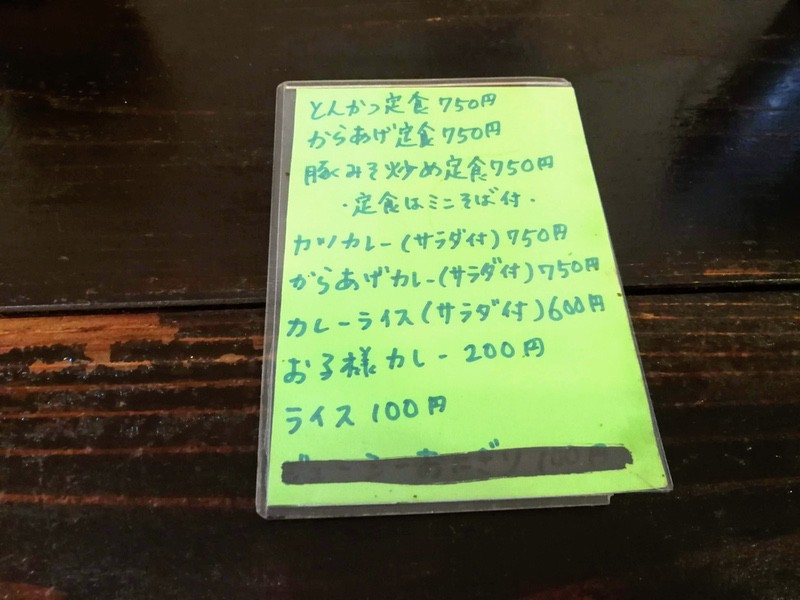 とんかつ定食 750円
からあげ定食 750円
豚みそ炒め定食 750円
・定食はミニそば付・
カツカレー(サラダ付) 750円
からあげカレー(サラダ付) 750円
カレーライス(サラダ付) 600円
お子様カレー 200円
ライス 100円
100円